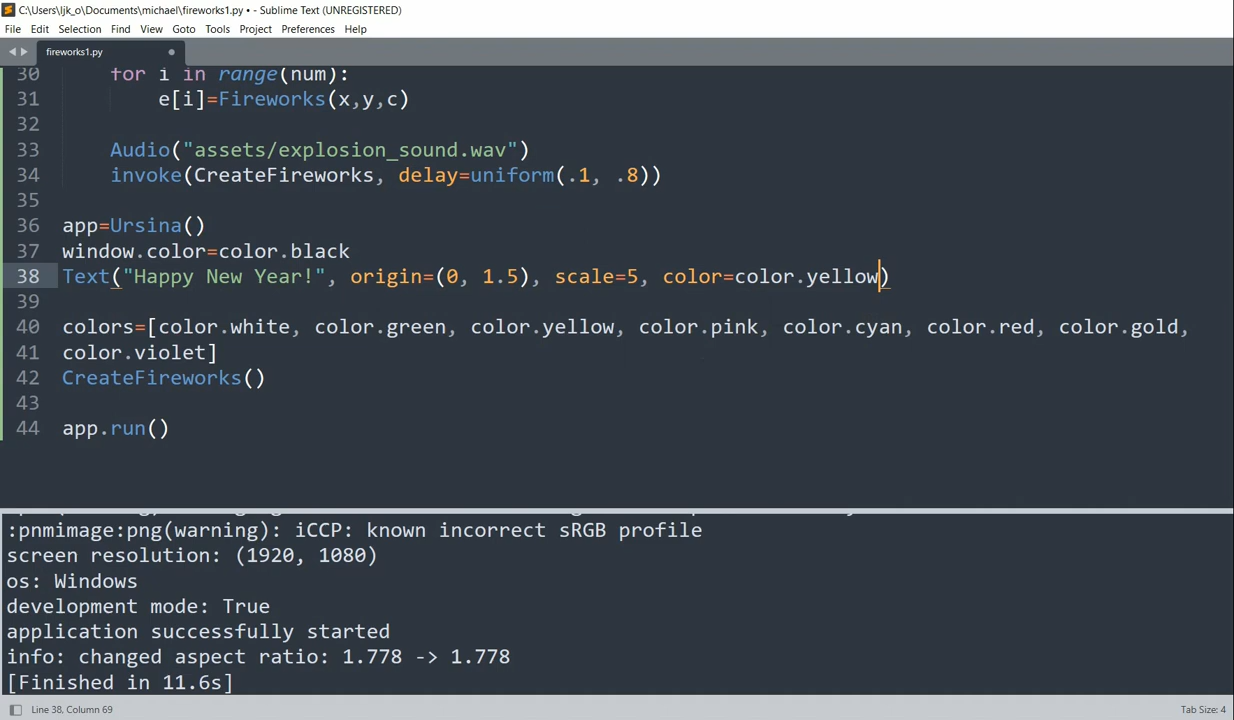 C:\Users\ljk_o\Documents\michael\fireworks1.py • - Sublime Text (UNREGISTERED)
File Edit Selection Find View Goto Tools Project Preferences Help
fireworks1.py
30 for i in range(num):
31 e[i]=Fireworks(x,y,c)
32
33 Audio("assets/explosion_sound.wav")
34 invoke(CreateFireworks, delay=uniform(.1, .8))
35
36 app=Ursina()
37 window.color=color.black
38 Text("Happy New Year!", origin=(0, 1.5), scale=5, color=color.yellow)
39
40 colors=[color.white, color.green, color.yellow, color.pink, color.cyan, color.red, color.gold,
41 color.violet]
42 CreateFireworks()
43
44 app.run()
:pnmimage:png(warning): iCCP: known incorrect sRGB profile
screen resolution: (1920, 1080)
os: Windows
development mode: True
application successfully started
info: changed aspect ratio: 1.778 -> 1.778
[Finished in 11.6s]
Line 38, Column 69
Tab Size: 4